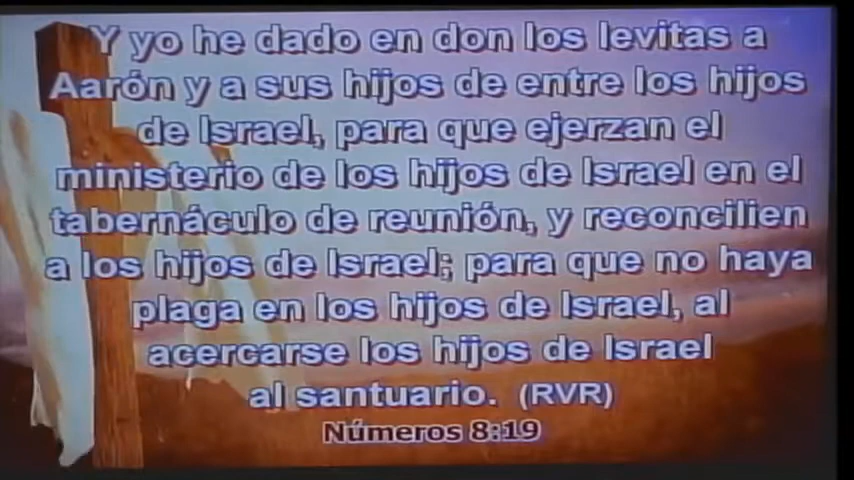 Y yo he dado en don los levitas a
Aarón y a sus hijos de entre los hijos
de Israel, para que ejerzan el
ministerio de los hijos de Israel en el
tabernáculo de reunión, y reconcilien
a los hijos de Israel; para que no haya
plaga en los hijos de Israel, al
acercarse los hijos de Israel
al santuario. (RVR)
Números 8:19